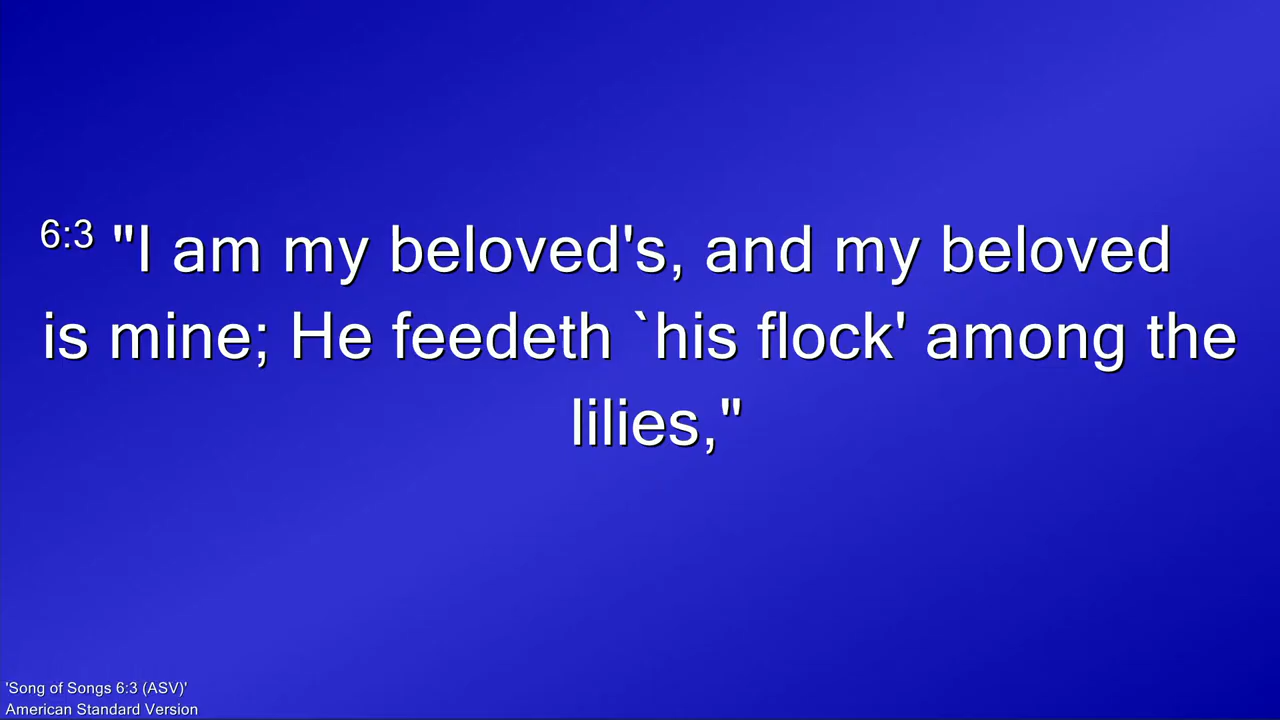 6:3 "I am my beloved's, and my beloved
is mine; He feedeth `his flock' among the
lilies,"
'Song of Songs 6:3 (ASV)'
American Standard Version